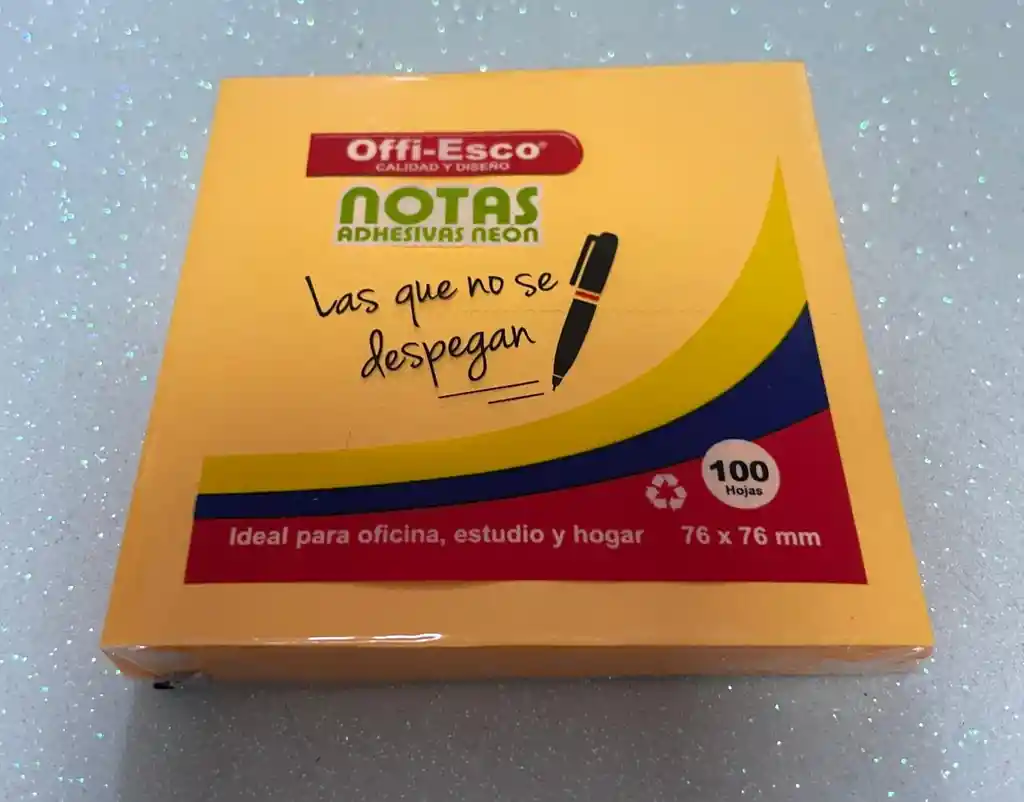 Offi-Esco®
CALIDAD Y DISEÑO
NOTAS
ADHESIVAS NEÓN
Las que no se
despegan
100
Hojas
Ideal para oficina, estudio y hogar 76 x 76 mm